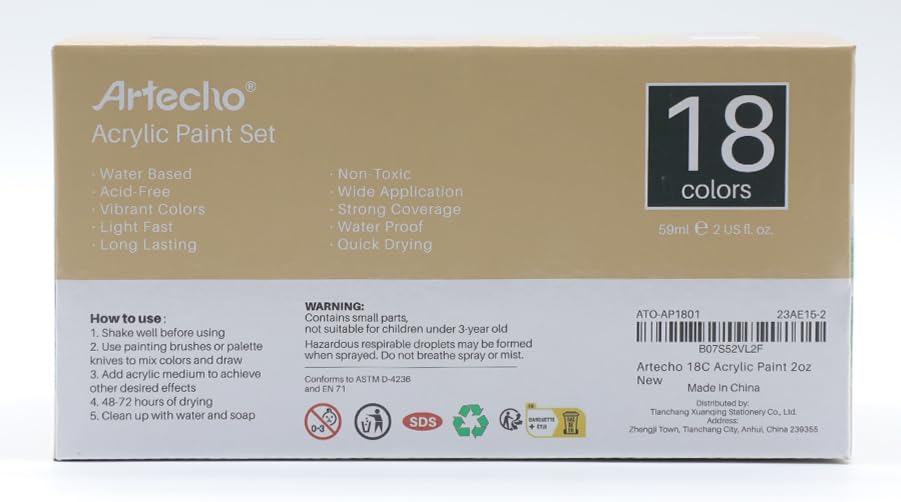 Artecho®
Acrylic Paint Set
· Water Based
· Acid-Free
· Vibrant Colors
· Light Fast
· Long Lasting
· Non-Toxic
· Wide Application
· Strong Coverage
· Water Proof
· Quick Drying
18
colors
59ml ℮ 2 US fl. oz.
How to use :
1. Shake well before using
2. Use painting brushes or palette
knives to mix colors and draw
3. Add acrylic medium to achieve
other desired effects
4. 48-72 hours of drying
5. Clean up with water and soap
WARNING:
Contains small parts,
not suitable for children under 3-year old
Hazardous respirable droplets may be formed
when sprayed. Do not breathe spray or mist.
Conforms to ASTM D-4236
and EN 71
0-3
SDS
ATO-AP1801 23AE15-2
B07S52VL2F
Artecho 18C Acrylic Paint 2oz
New
Made In China
Distributed by:
Tianchang Xuanqing Stationery Co., Ltd.
Address:
Zhengji Town, Tianchang City, Anhui, China 239355